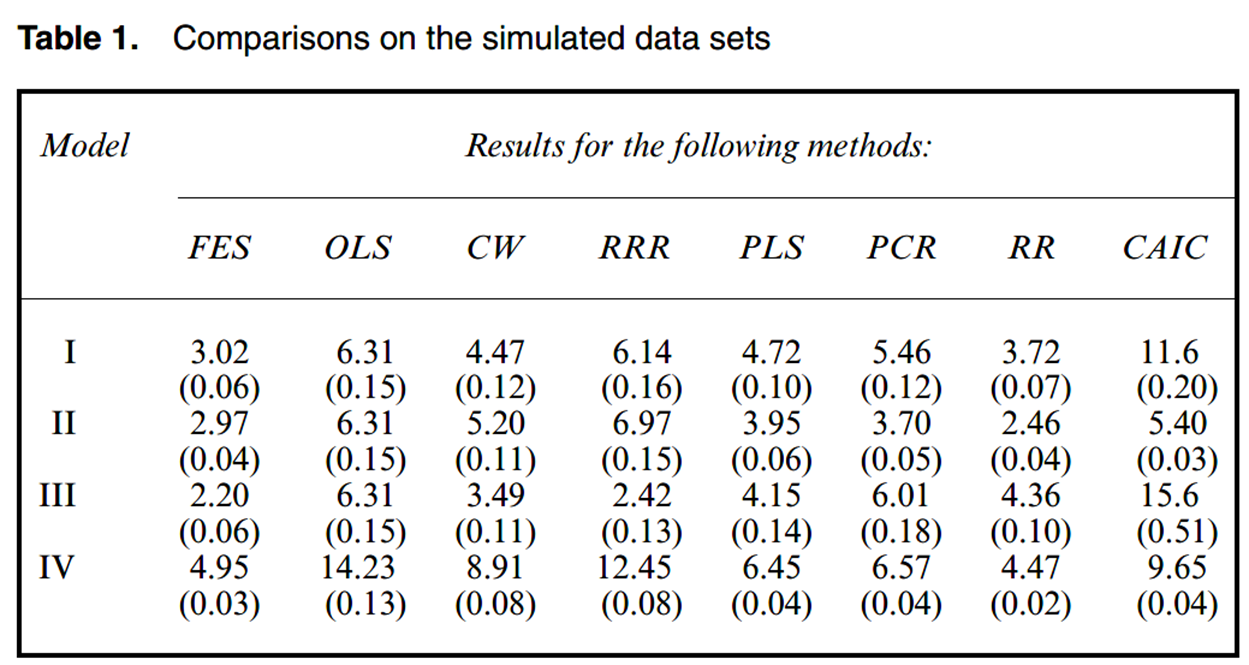 Table 1. Comparisons on the simulated data sets
Model Results for the following methods:
FES OLS CW RRR PLS PCR RR CAIC
I 3.02 6.31 4.47 6.14 4.72 5.46 3.72 11.6
(0.06) (0.15) (0.12) (0.16) (0.10) (0.12) (0.07) (0.20)
II 2.97 6.31 5.20 6.97 3.95 3.70 2.46 5.40
(0.04) (0.15) (0.11) (0.15) (0.06) (0.05) (0.04) (0.03)
III 2.20 6.31 3.49 2.42 4.15 6.01 4.36 15.6
(0.06) (0.15) (0.11) (0.13) (0.14) (0.18) (0.10) (0.51)
IV 4.95 14.23 8.91 12.45 6.45 6.57 4.47 9.65
(0.03) (0.13) (0.08) (0.08) (0.04) (0.04) (0.02) (0.04)